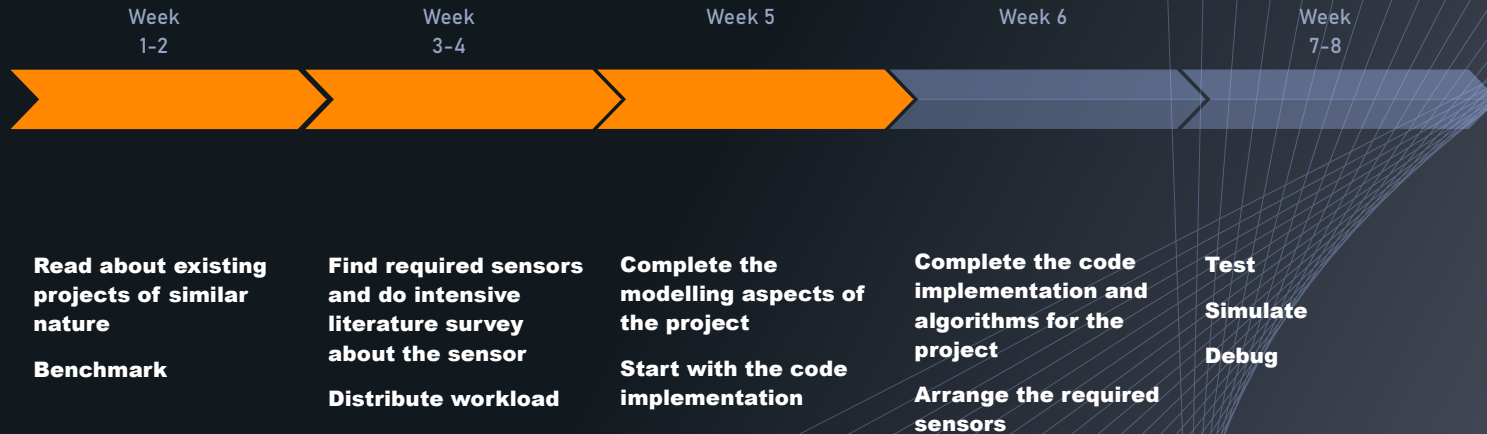 Week
1-2
Week
3-4
Week 5
Week 6
Week
7-8
Read about existing
projects of similar
nature
Benchmark
Find required sensors
and do intensive
literature survey
about the sensor
Distribute workload
Complete the
modelling aspects of
the project
Start with the code
implementation
Complete the code
implementation and
algorithms for the
project
Arrange the required
sensors
Test
Simulate
Debug